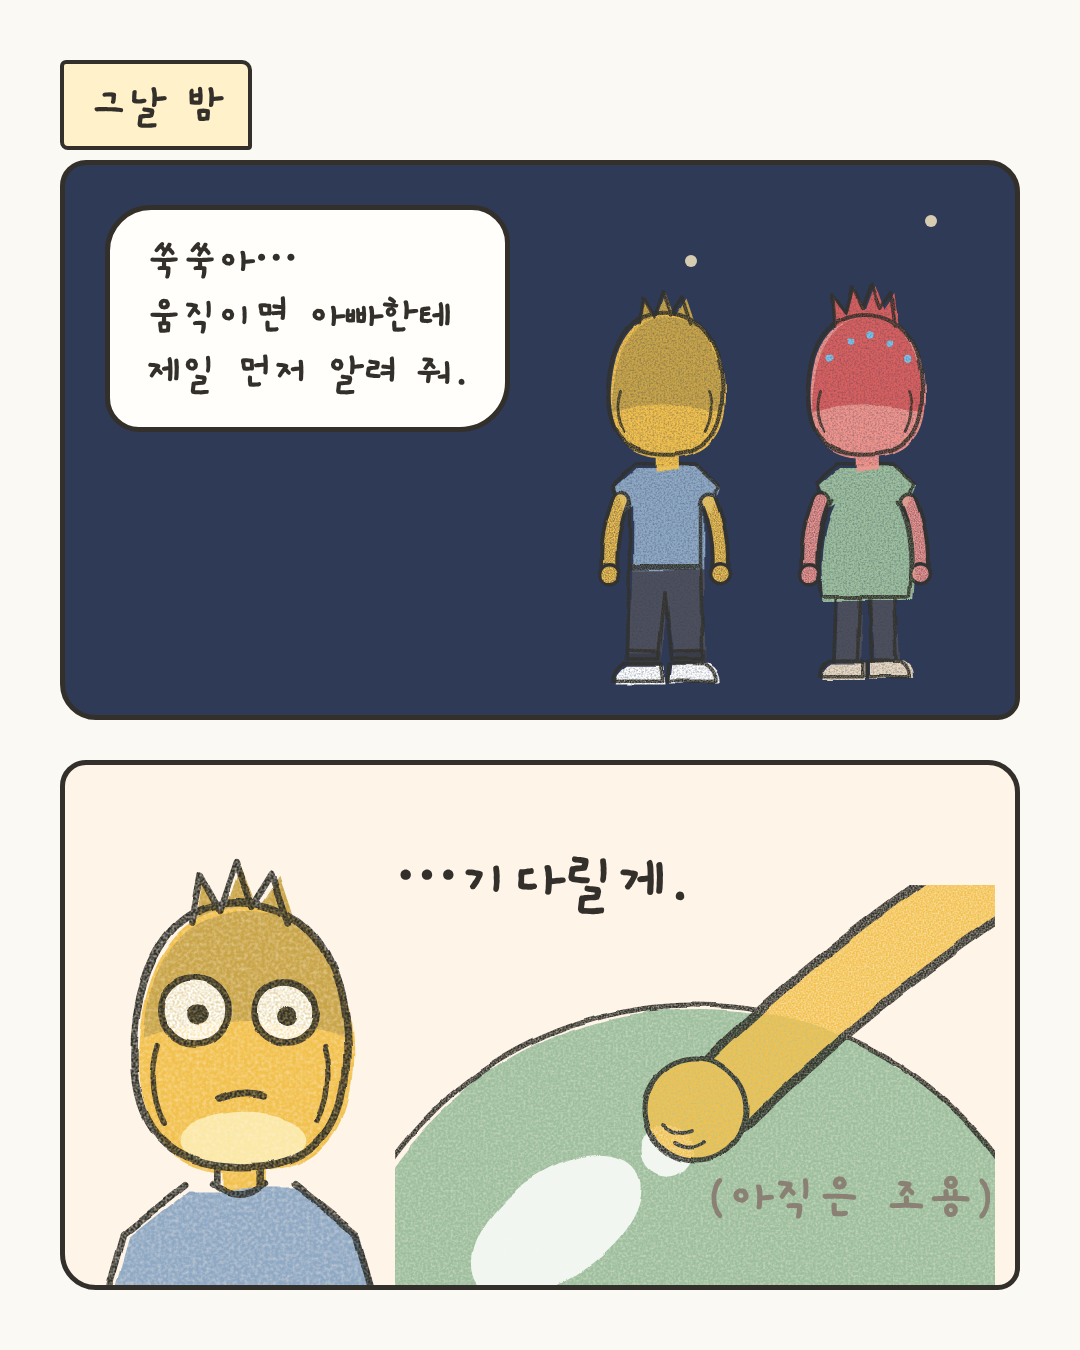 그날 밤
쑥쑥아…
움직이면 아빠한테
제일 먼저 알려 줘.
…기다릴게.
(아직은 조용)